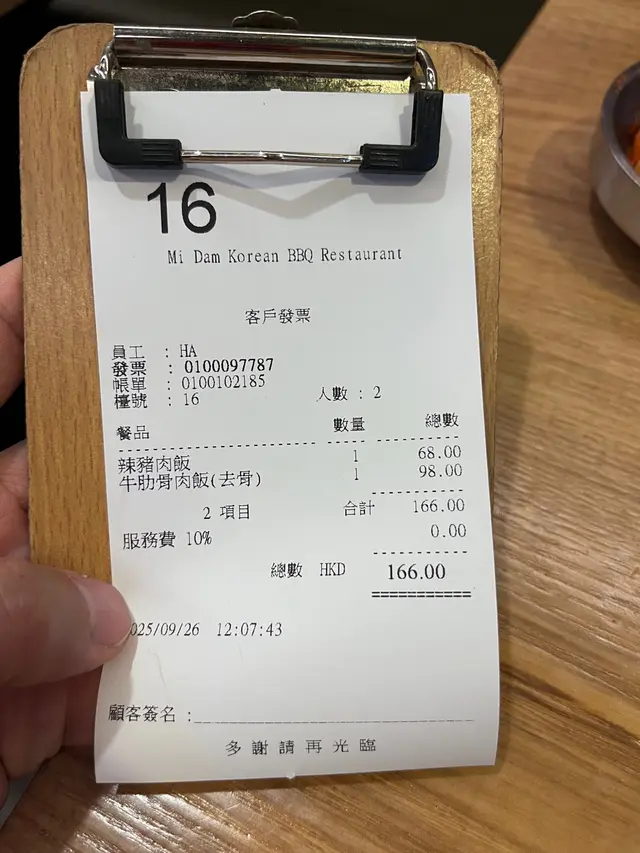 16
Mi Dam Korean BBQ Restaurant
客戶發票
員工 : HA
發票 : 0100097787
帳單 : 0100102185
檯號 : 16 人數 : 2
餐品 數量 總數
辣豬肉飯 1 68.00
牛肋骨肉飯(去骨) 1 98.00
2 項目 合計 166.00
服務費 10% 0.00
總數 HKD 166.00
025/09/26 12:07:43
顧客簽名 :
多謝請再光臨